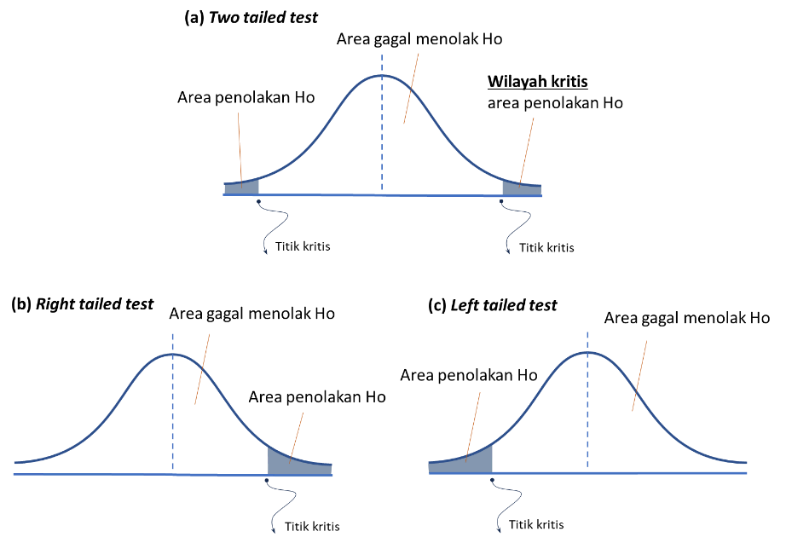 (a) Two tailed test
Area gagal menolak Ho
Area penolakan Ho
Wilayah kritis
area penolakan Ho
Titik kritis
Titik kritis
(b) Right tailed test
Area gagal menolak Ho
Area penolakan Ho
Titik kritis
(c) Left tailed test
Area gagal menolak Ho
Area penolakan Ho
Titik kritis